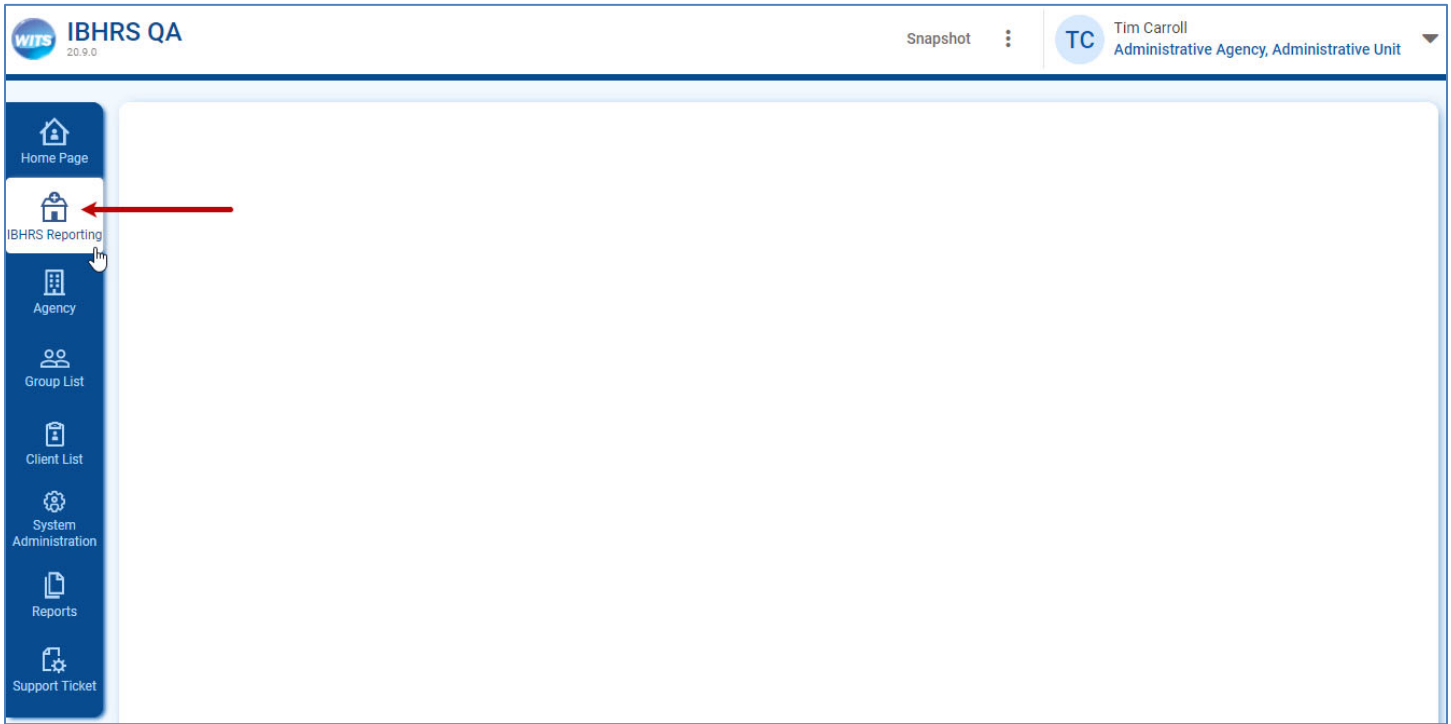 WITS
IBHRS QA
20.9.0
Snapshot
TC
Tim Carroll
Administrative Agency, Administrative Unit
Home Page
IBHRS Reporting
Agency
Group List
Client List
System
Administration
Reports
Support Ticket